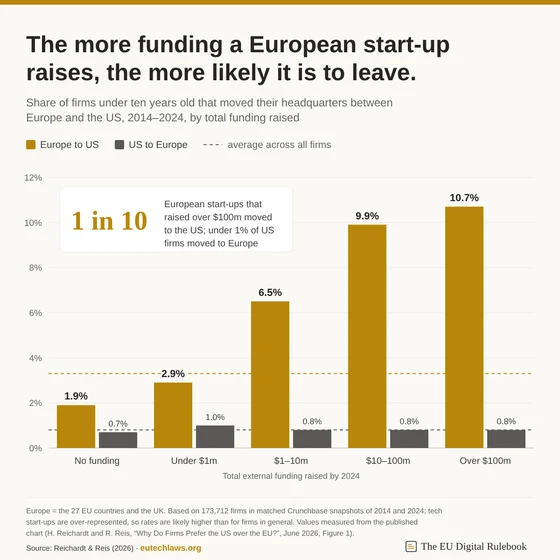 The more funding a European start-up
raises, the more likely it is to leave.
Share of firms under ten years old that moved their headquarters between
Europe and the US, 2014–2024, by total funding raised
Europe to US
US to Europe
average across all firms
12%
10%
8%
6%
4%
2%
0%
1 in 10
European start-ups that
raised over $100m moved
to the US; under 1% of US
firms moved to Europe
1.9%
0.7%
2.9%
1.0%
6.5%
0.8%
9.9%
0.8%
10.7%
0.8%
No funding
Under $1m
$1–10m
$10–100m
Over $100m
Total external funding raised by 2024
Europe = the 27 EU countries and the UK. Based on 173,712 firms in matched Crunchbase snapshots of 2014 and 2024; tech
start-ups are over-represented, so rates are likely higher than for firms in general. Values measured from the published
chart (H. Reichardt and R. Reis, “Why Do Firms Prefer the US over the EU?”, June 2026, Figure 1).
Source: Reichardt & Reis (2026) · eutechlaws.org
The EU Digital Rulebook